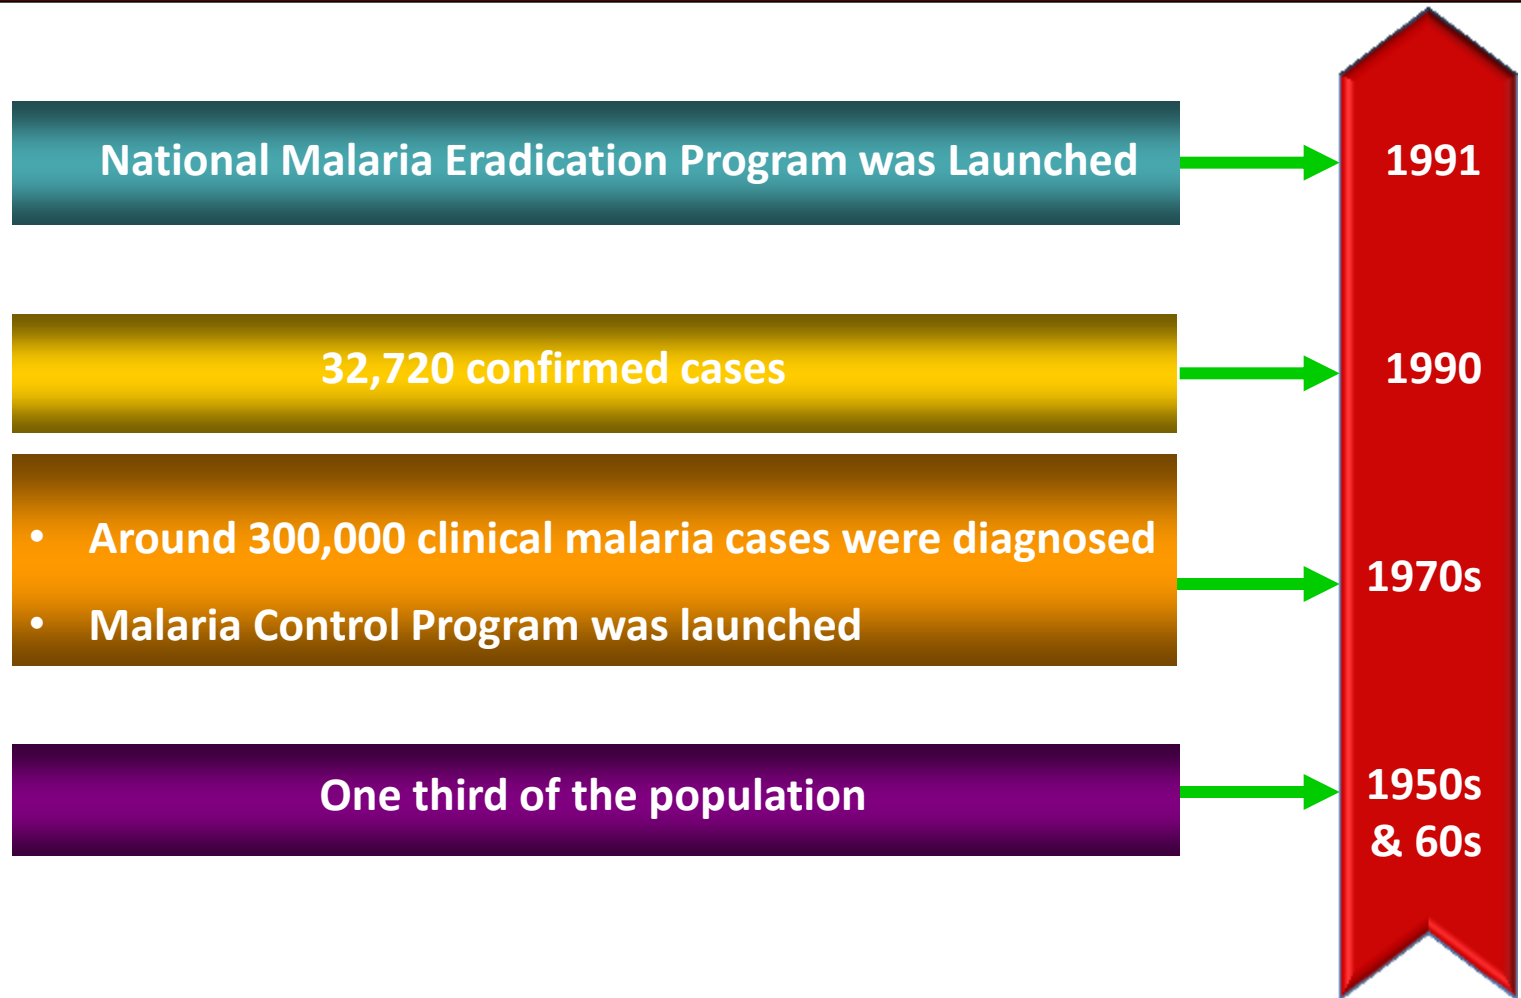 National Malaria Eradication Program was Launched
1991
32,720 confirmed cases
1990
• Around 300,000 clinical malaria cases were diagnosed
• Malaria Control Program was launched
1970s
One third of the population
1950s
& 60s